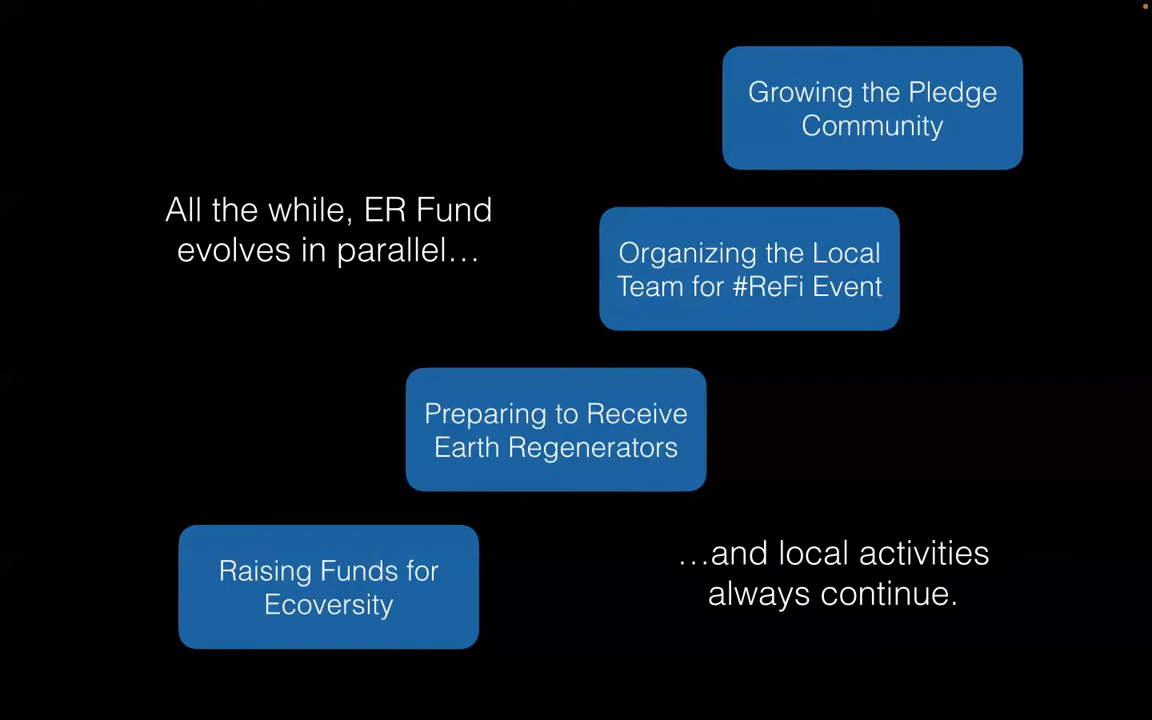 Growing the Pledge
Community
All the while, ER Fund
evolves in parallel…
Organizing the Local
Team for #ReFi Event
Preparing to Receive
Earth Regenerators
Raising Funds for
Ecoversity
…and local activities
always continue.